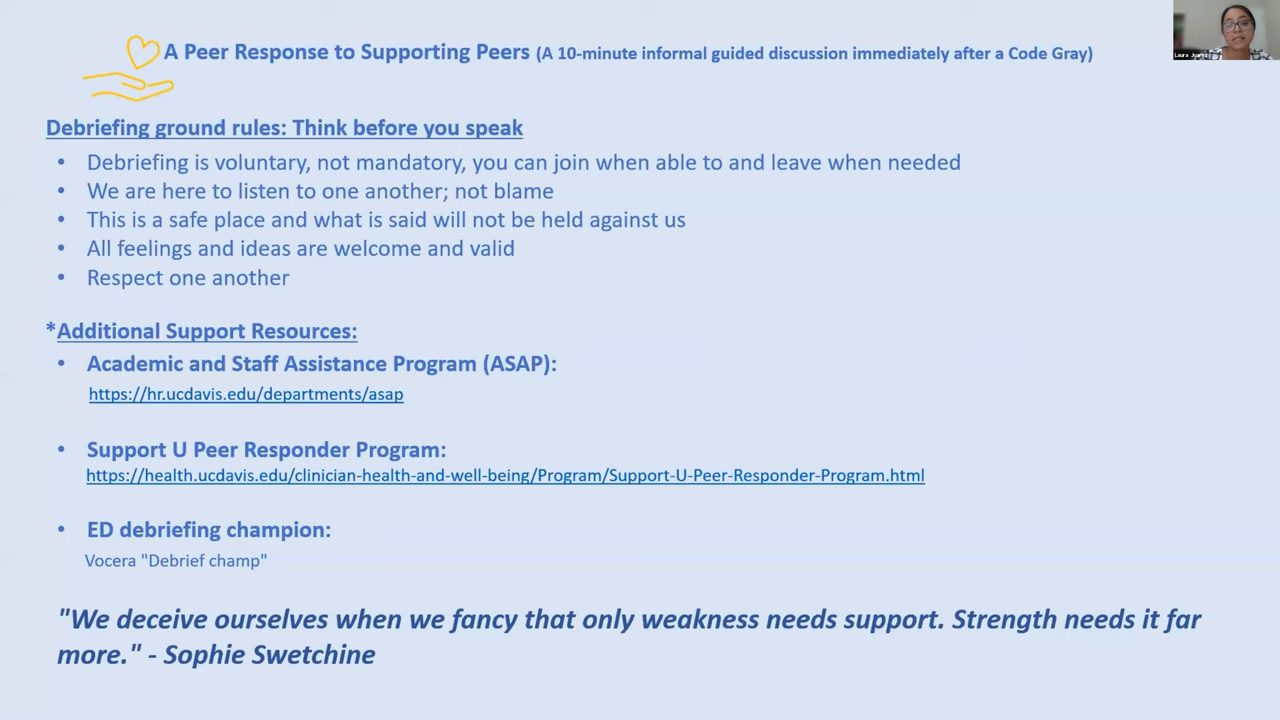 A Peer Response to Supporting Peers (A 10-minute informal guided discussion immediately after a Code Gray)
Laura Juarez
Debriefing ground rules: Think before you speak
• Debriefing is voluntary, not mandatory, you can join when able to and leave when needed
• We are here to listen to one another; not blame
• This is a safe place and what is said will not be held against us
• All feelings and ideas are welcome and valid
• Respect one another
*Additional Support Resources:
• Academic and Staff Assistance Program (ASAP):
https://hr.ucdavis.edu/departments/asap
• Support U Peer Responder Program:
https://health.ucdavis.edu/clinician-health-and-well-being/Program/Support-U-Peer-Responder-Program.html
• ED debriefing champion:
Vocera "Debrief champ"
"We deceive ourselves when we fancy that only weakness needs support. Strength needs it far
more." - Sophie Swetchine